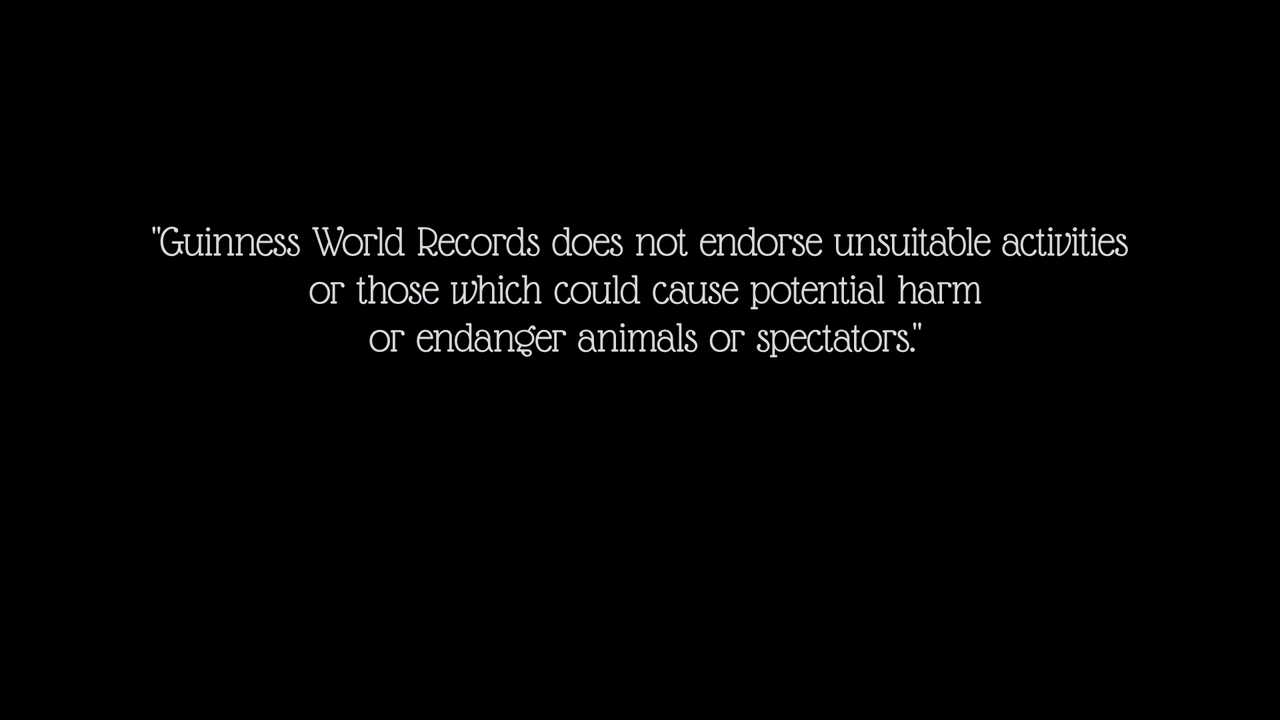 "Guinness World Records does not endorse unsuitable activities
or those which could cause potential harm
or endanger animals or spectators."